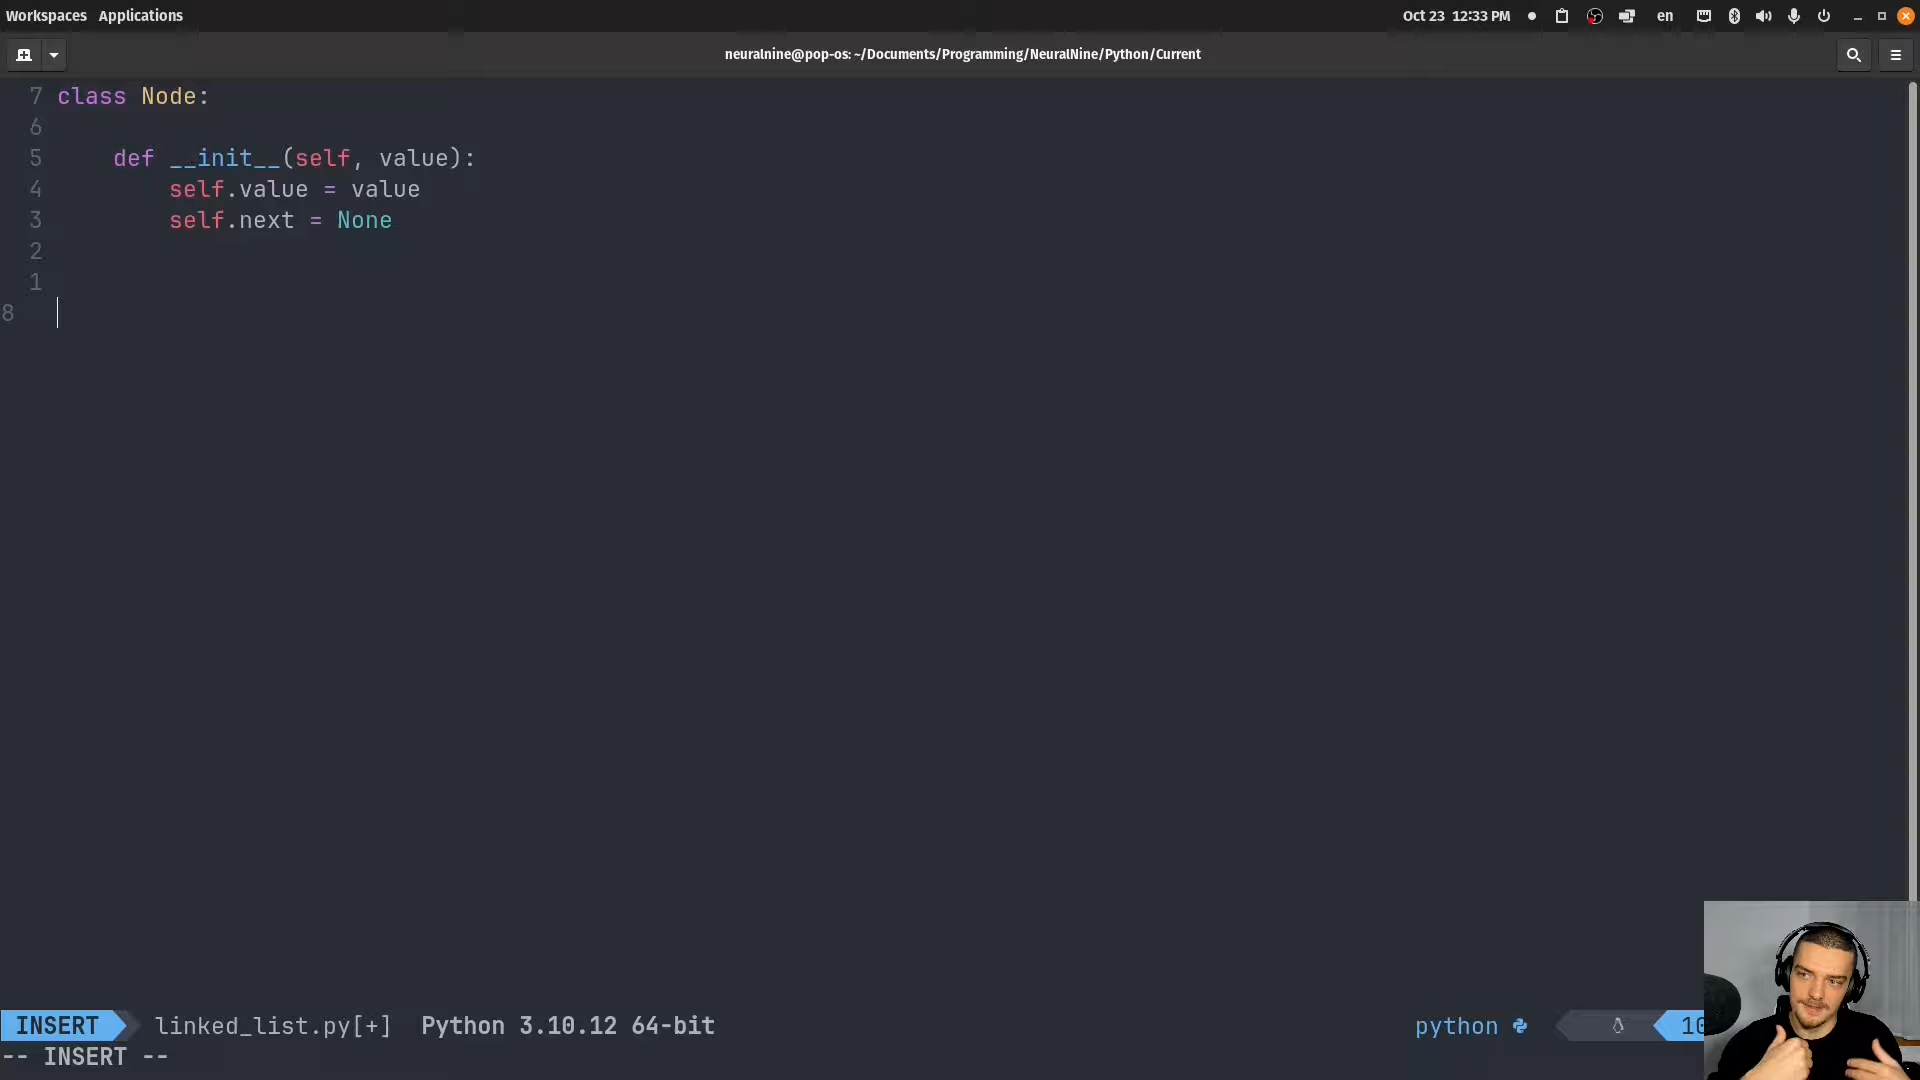 Workspaces Applications
Oct 23 12:33 PM
en
neuralnine@pop-os: ~/Documents/Programming/NeuralNine/Python/Current
7 class Node:
6
5 def __init__(self, value):
4 self.value = value
3 self.next = None
2
1
8
INSERT linked_list.py[+] Python 3.10.12 64-bit
python
10
-- INSERT --